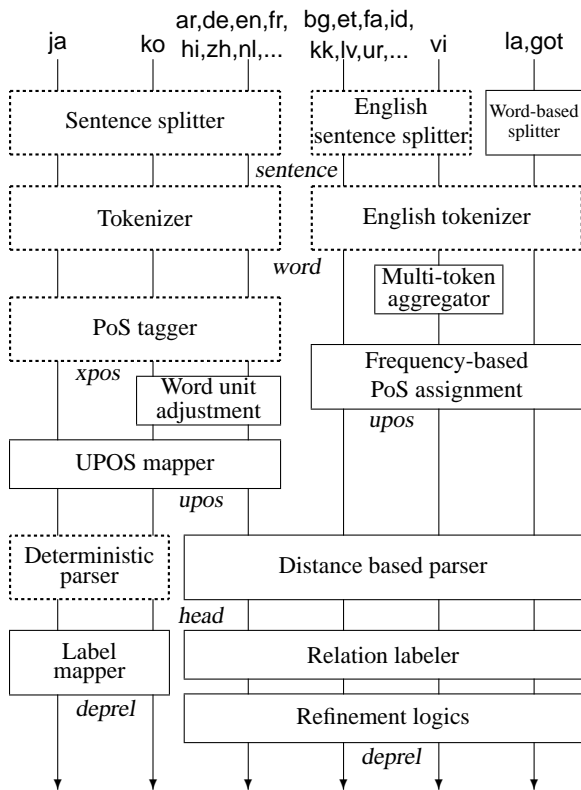 ja
ko
ar,de,en,fr,
hi,zh,nl,...
bg,et,fa,id,
kk,lv,ur,...
vi
la,got
Sentence splitter
English
sentence splitter
Word-based
splitter
sentence
Tokenizer
English tokenizer
word
Multi-token
aggregator
PoS tagger
Frequency-based
PoS assignment
xpos
Word unit
adjustment
upos
UPOS mapper
upos
Deterministic
parser
Distance based parser
head
Label
mapper
Relation labeler
deprel
Refinement logics
deprel